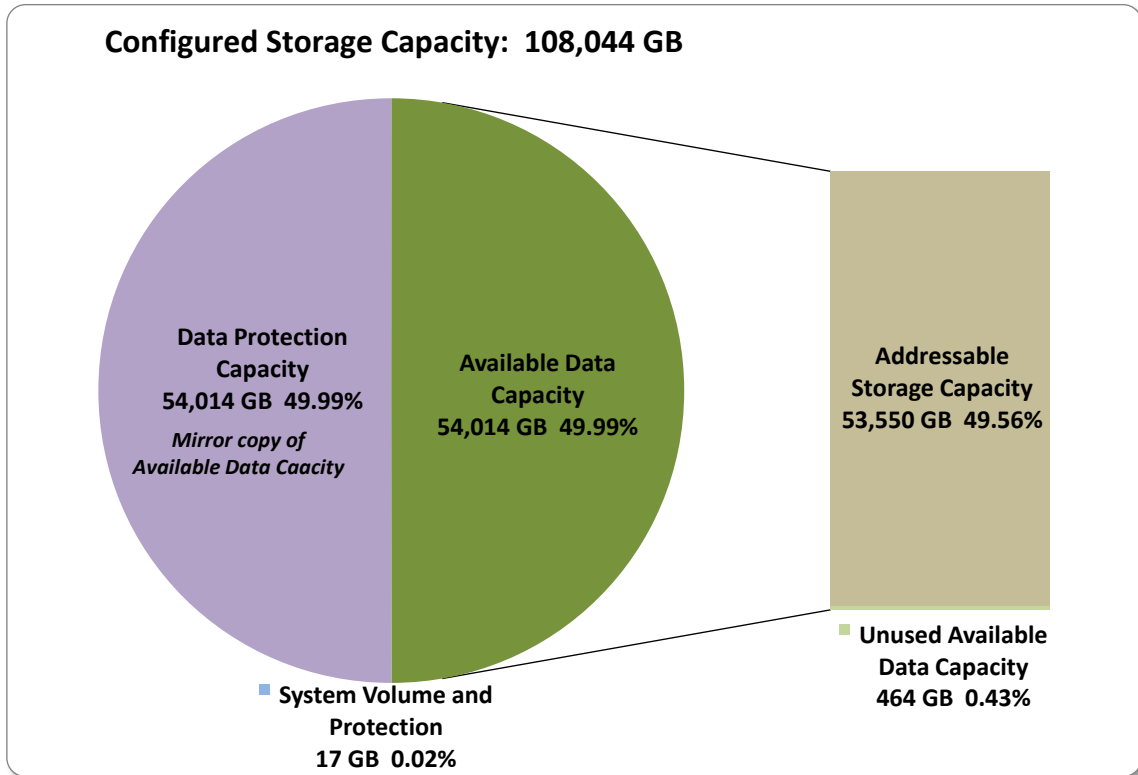 Configured Storage Capacity:  108,044 GB
Data Protection
Capacity
54,014 GB  49.99%
Mirror copy of
Available Data Caacity
Available Data
Capacity
54,014 GB  49.99%
Addressable
Storage Capacity
53,550 GB  49.56%
Unused Available
Data Capacity
464 GB  0.43%
System Volume and
Protection
17 GB  0.02%